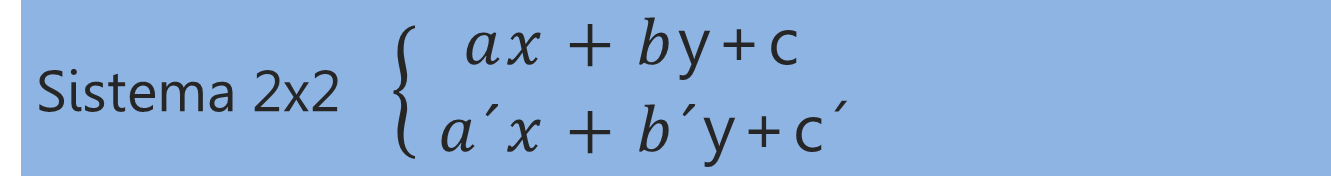 Sistema 2x2
ax + by+c
a´x + b´y+c´